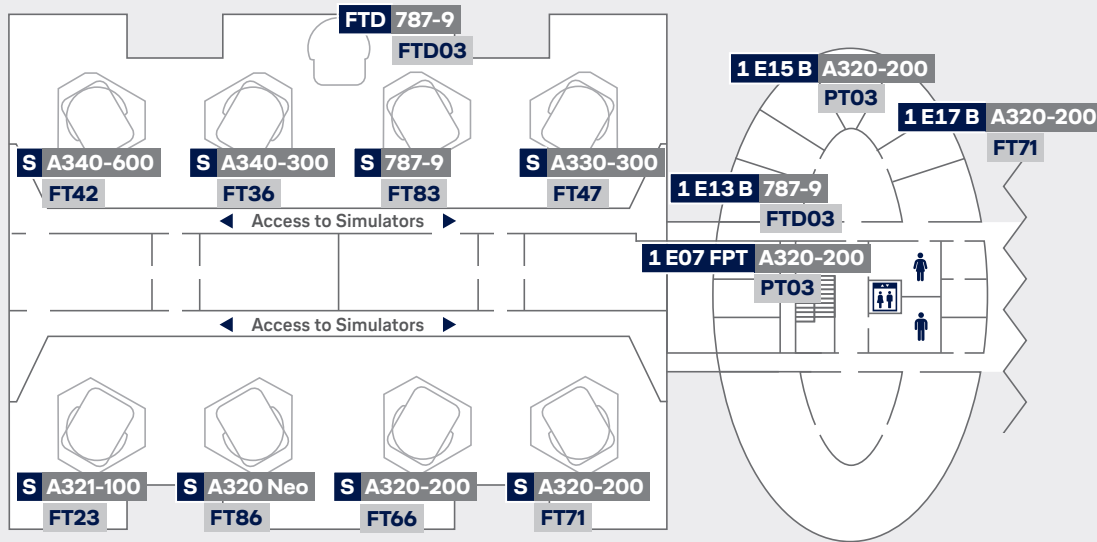 FTD 787-9
FTD03
1 E15 B A320-200
PT03
1 E17 B A320-200
FT71
S A340-600
FT42
S A340-300
FT36
S 787-9
FT83
S A330-300
FT47
1 E13 B 787-9
FTD03
Access to Simulators
1 E07 FPT A320-200
PT03
Access to Simulators
S A321-100
FT23
S A320 Neo
FT86
S A320-200
FT66
S A320-200
FT71